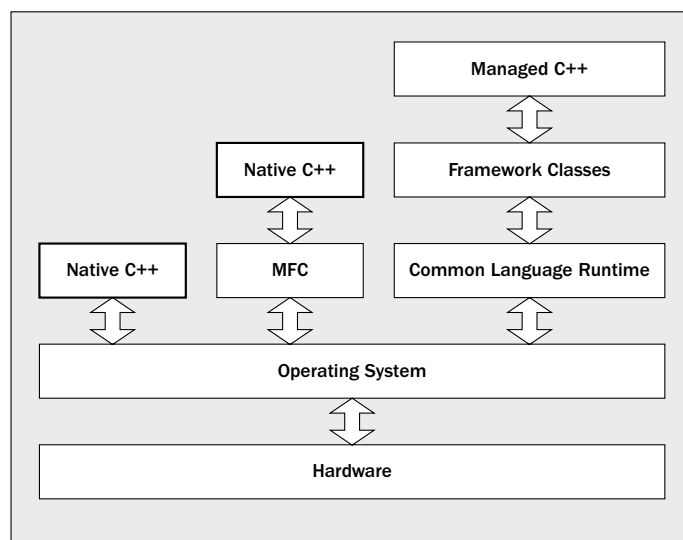 Managed C++
Native C++
Framework Classes
Native C++
MFC
Common Language Runtime
Operating System
Hardware